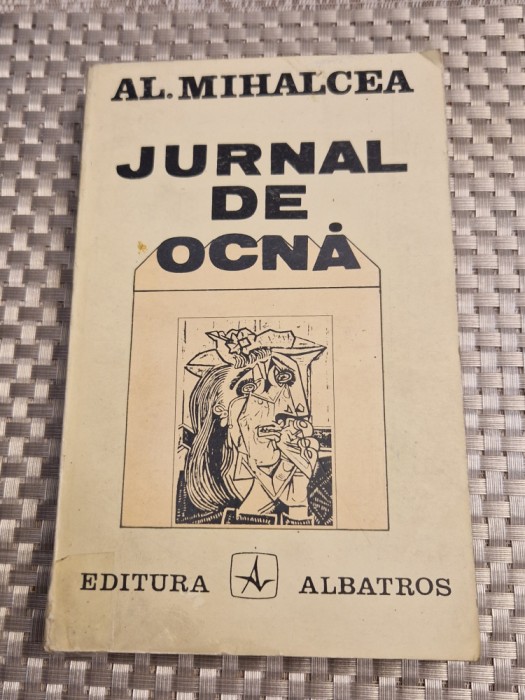 AL. MIHALCEA
JURNAL
DE
OCNĂ
EDITURA ALBATROS